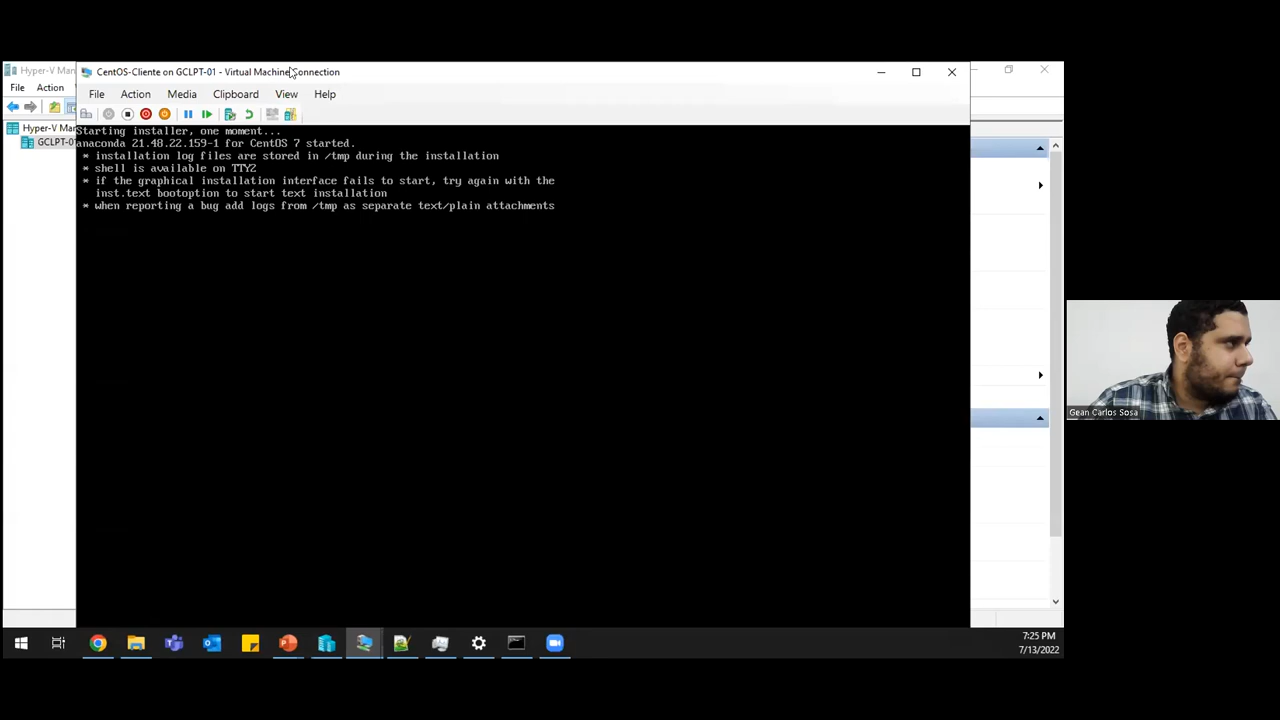 Hyper-V Man
CentOS-Cliente on GCLPT-01 - Virtual Machine Connection
File Action
File Action Media Clipboard View Help
Hyper-V Man
GCLPT-01
Starting installer, one moment...
anaconda 21.48.22.159-1 for CentOS 7 started.
* installation log files are stored in /tmp during the installation
* shell is available on TTY2
* if the graphical installation interface fails to start, try again with the
inst.text bootoption to start text installation
* when reporting a bug add logs from /tmp as separate text/plain attachments
Gean Carlos Sosa
7:25 PM
7/13/2022